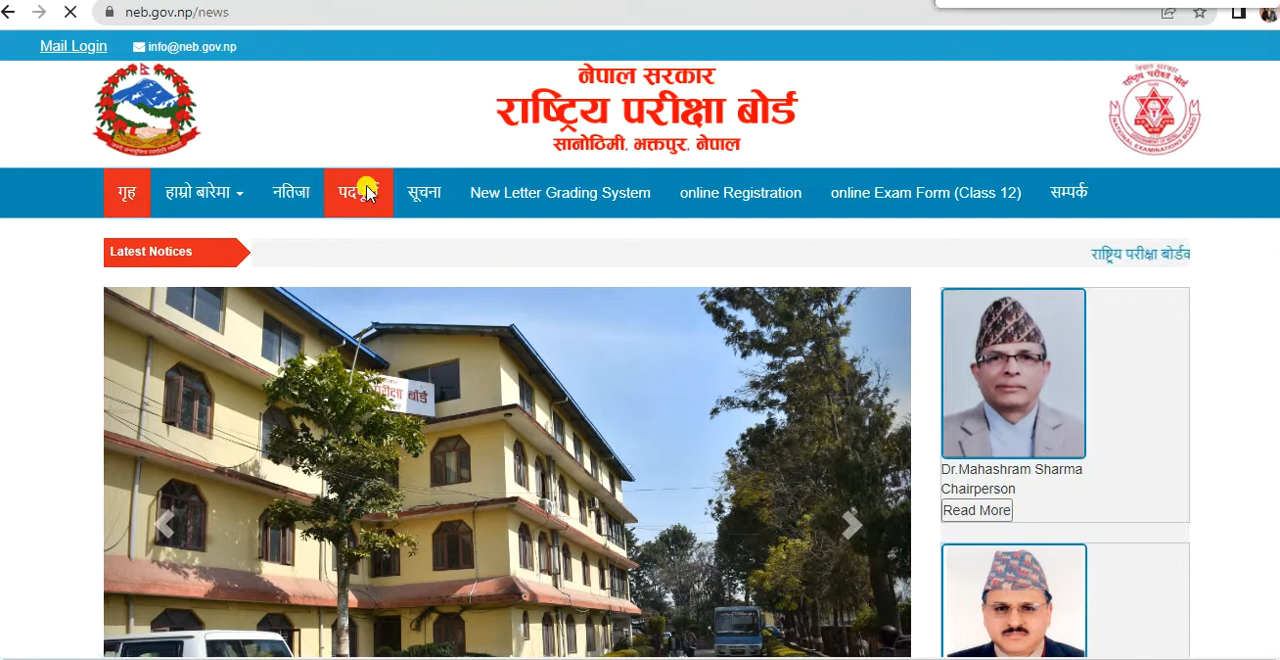 neb.gov.np/news
Mail Login info@neb.gov.np
नेपाल सरकार
राष्ट्रिय परीक्षा बोर्ड
सानोठिमी, भक्तपुर, नेपाल
गृह हाम्रो बारेमा नतिजा सूचना New Letter Grading System online Registration online Exam Form (Class 12) सम्पर्क
Latest Notices राष्ट्रिय परीक्षा
Dr.Mahashram Sharma
Chairperson
Read More